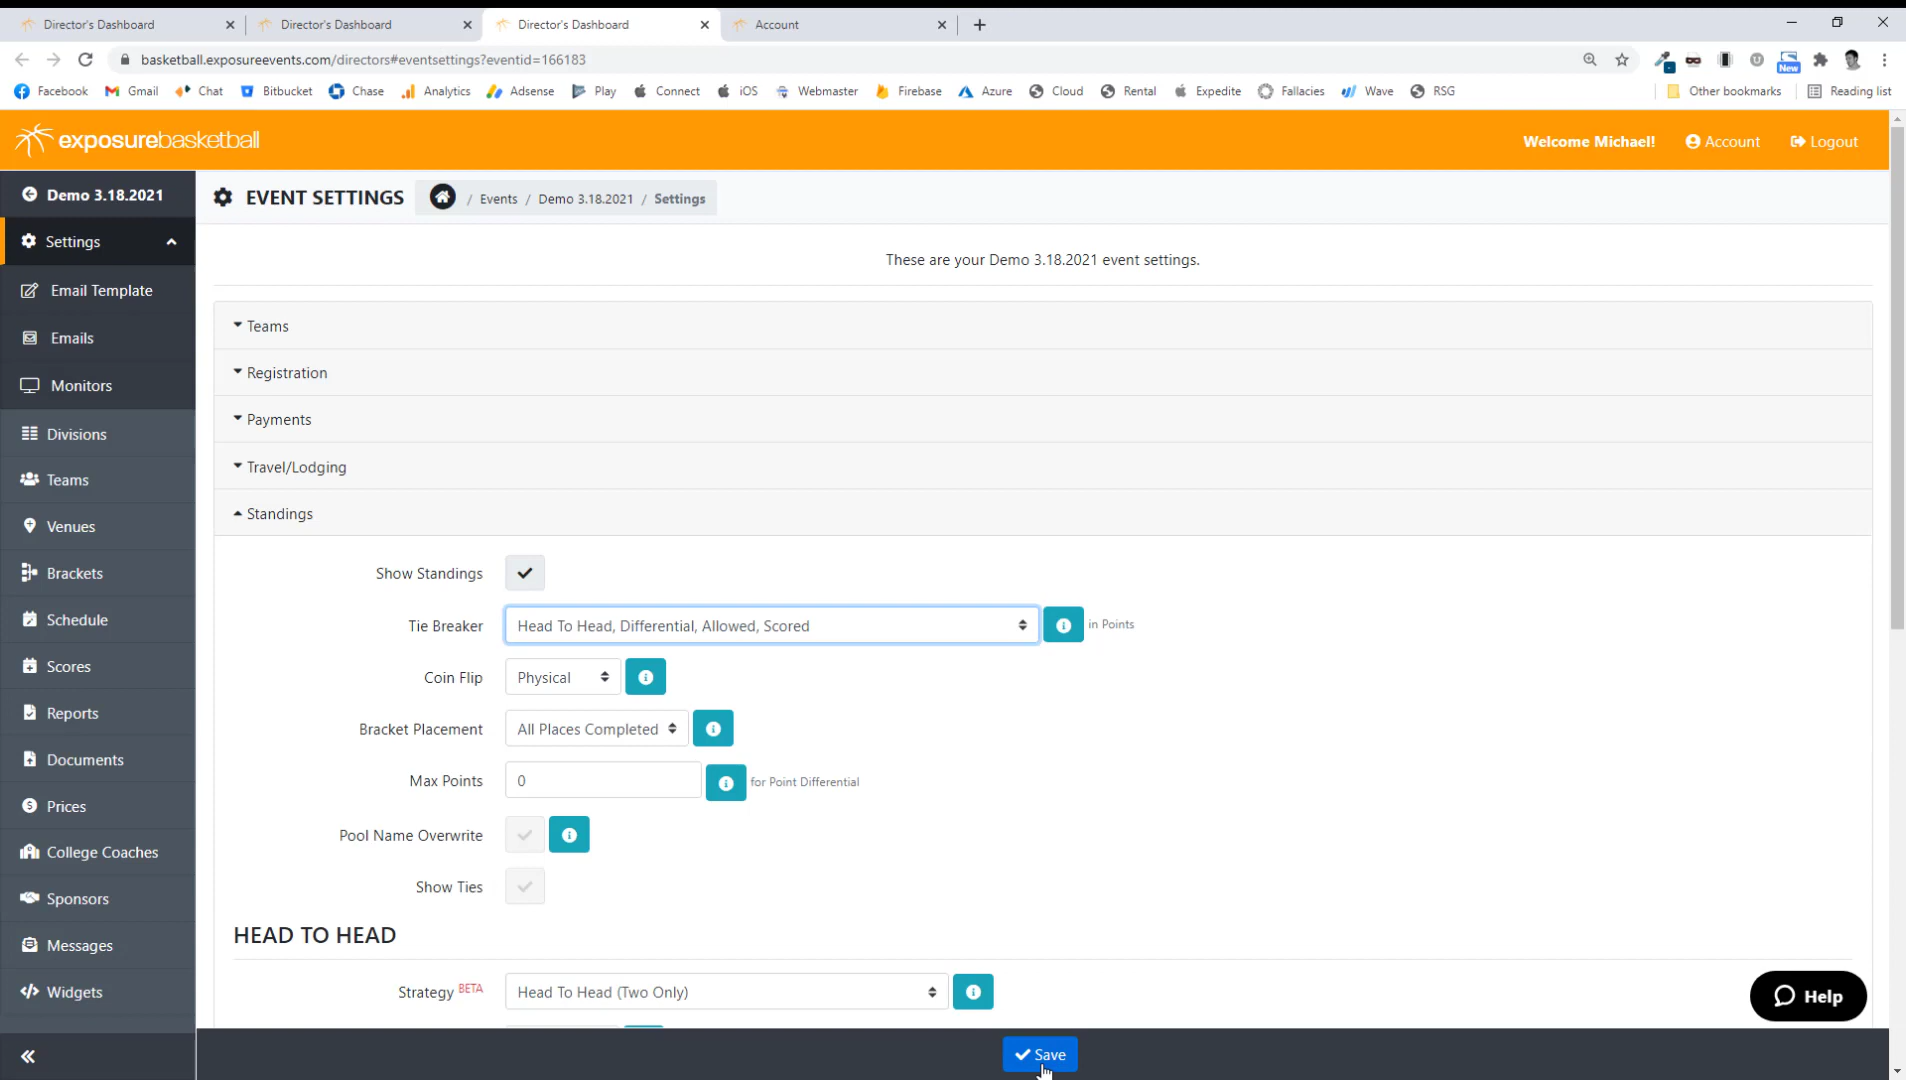 Director's Dashboard
Director's Dashboard
Director's Dashboard
Account
basketball.exposureevents.com/directors#eventsettings?eventid=166183
New
Facebook
Gmail
Chat
Bitbucket
Chase
Analytics
Adsense
Play
Connect
iOS
Webmaster
Firebase
Azure
Cloud
Rental
Expedite
Fallacies
Wave
RSG
Other bookmarks
Reading list
exposurebasketball
Welcome Michael!
Account
Logout
Demo 3.18.2021
Settings
Email Template
Emails
Monitors
Divisions
Teams
Venues
Brackets
Schedule
Scores
Reports
Documents
Prices
College Coaches
Sponsors
Messages
Widgets
EVENT SETTINGS
/ Events / Demo 3.18.2021 / Settings
These are your Demo 3.18.2021 event settings.
Teams
Registration
Payments
Travel/Lodging
Standings
Show Standings
Tie Breaker Head To Head, Differential, Allowed, Scored in Points
Coin Flip Physical
Bracket Placement All Places Completed
Max Points 0 for Point Differential
Pool Name Overwrite
Show Ties
HEAD TO HEAD
Strategy BETA Head To Head (Two Only)
Help
Save